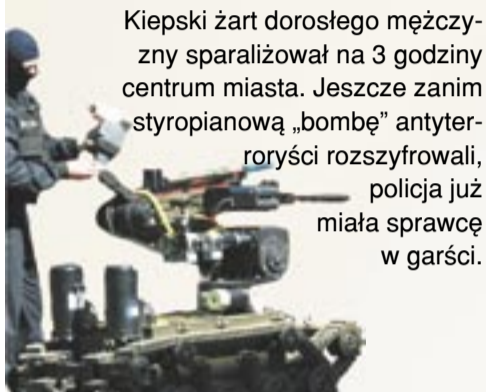 Kiepski żart dorosłego mężczy-
zny sparaliżował na 3 godziny
centrum miasta. Jeszcze zanim
styropianową „bombę” antyter-
roryści rozszyfrowali,
policja już
miała sprawcę
w garści.